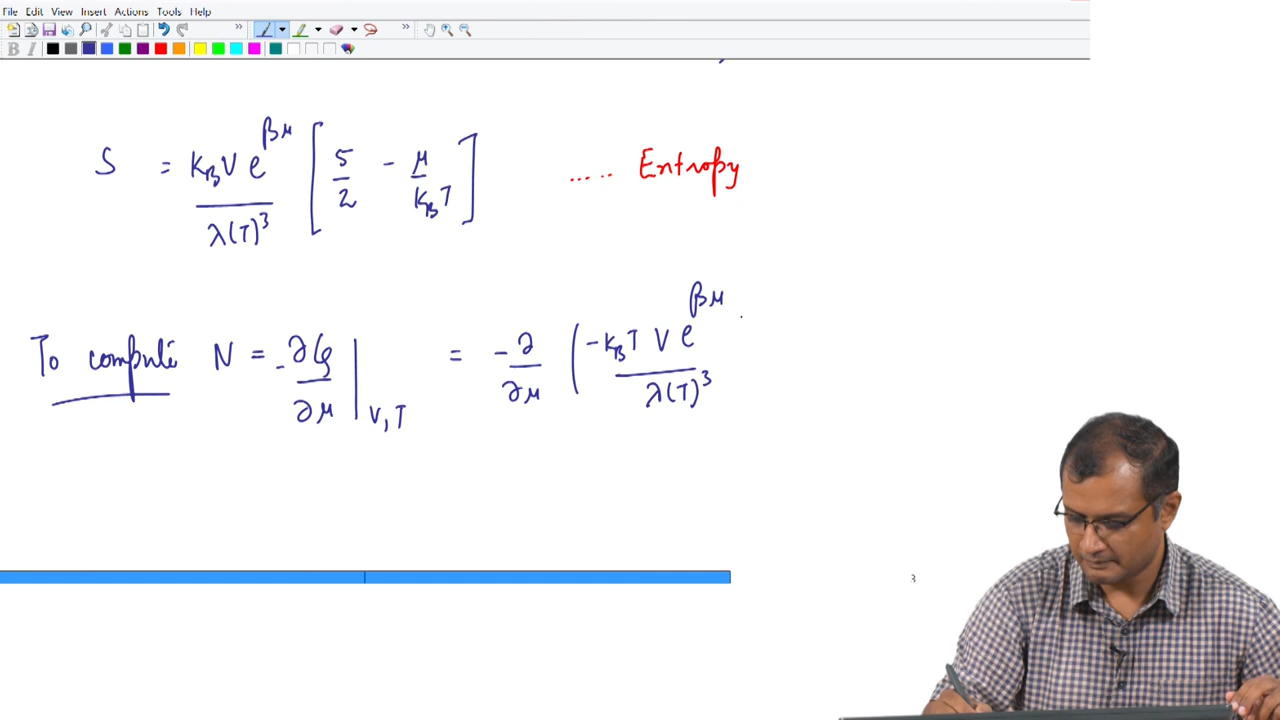 File Edit View Insert Actions Tools Help
S = k_B V e^{βμ} / λ(T)^3 [ 5/2 - μ/(k_B T) ] ..... Entropy
To compute N = - ∂G/∂μ |_{V, T} = - ∂/∂μ ( -k_B T V e^{βμ} / λ(T)^3
3